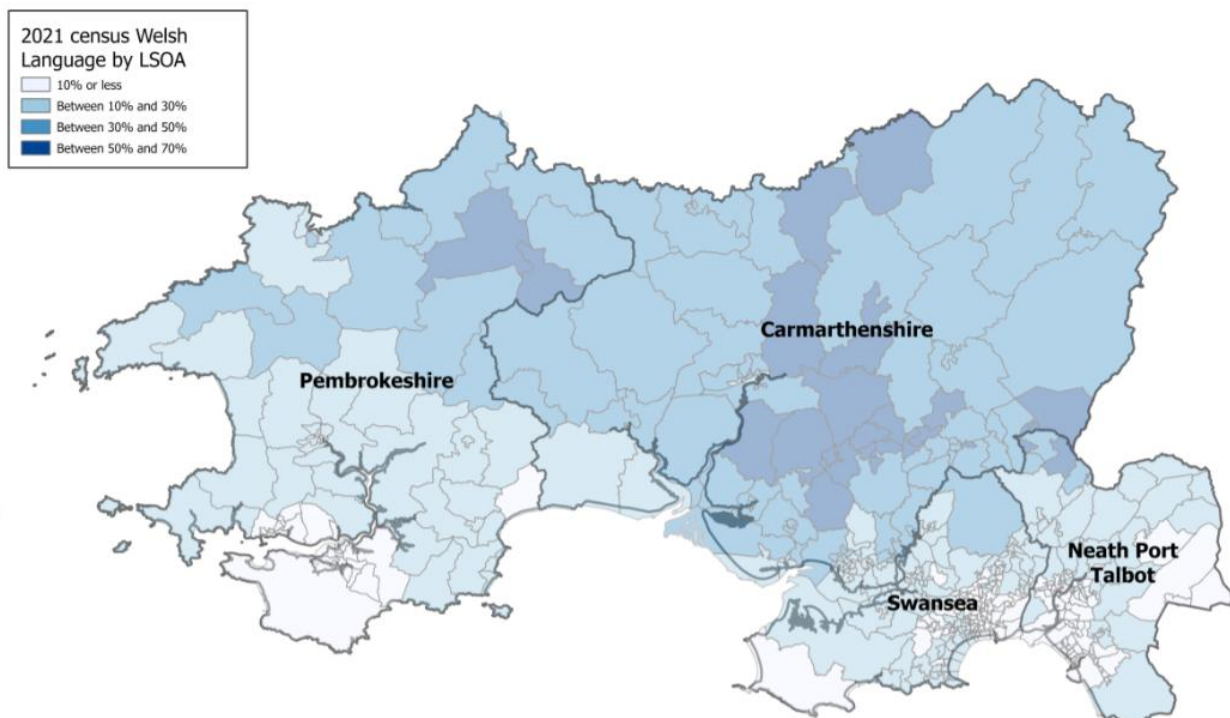 2021 census Welsh
Language by LSOA
10% or less
Between 10% and 30%
Between 30% and 50%
Between 50% and 70%
Carmarthenshire
Pembrokeshire
Neath Port
Talbot
Swansea